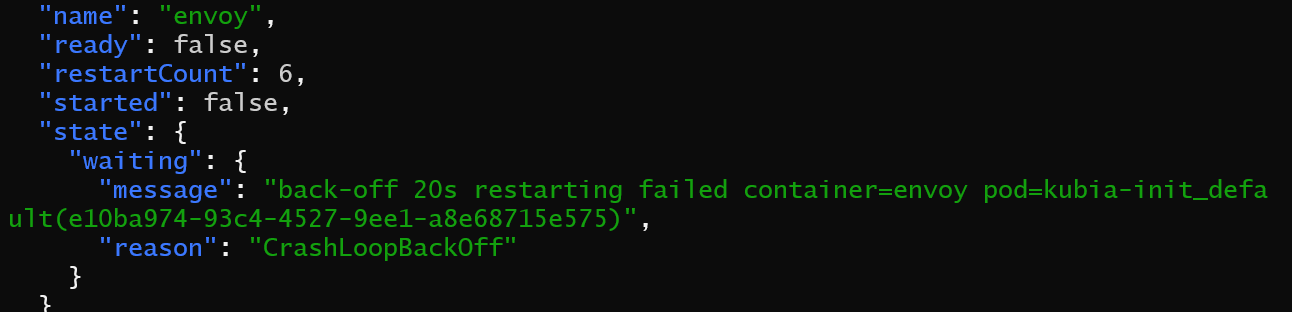 "name": "envoy",
"ready": false,
"restartCount": 6,
"started": false,
"state": {
"waiting": {
"message": "back-off 20s restarting failed container=envoy pod=kubia-init_defa
ult(e10ba974-93c4-4527-9ee1-a8e68715e575)",
"reason": "CrashLoopBackOff"
}
}